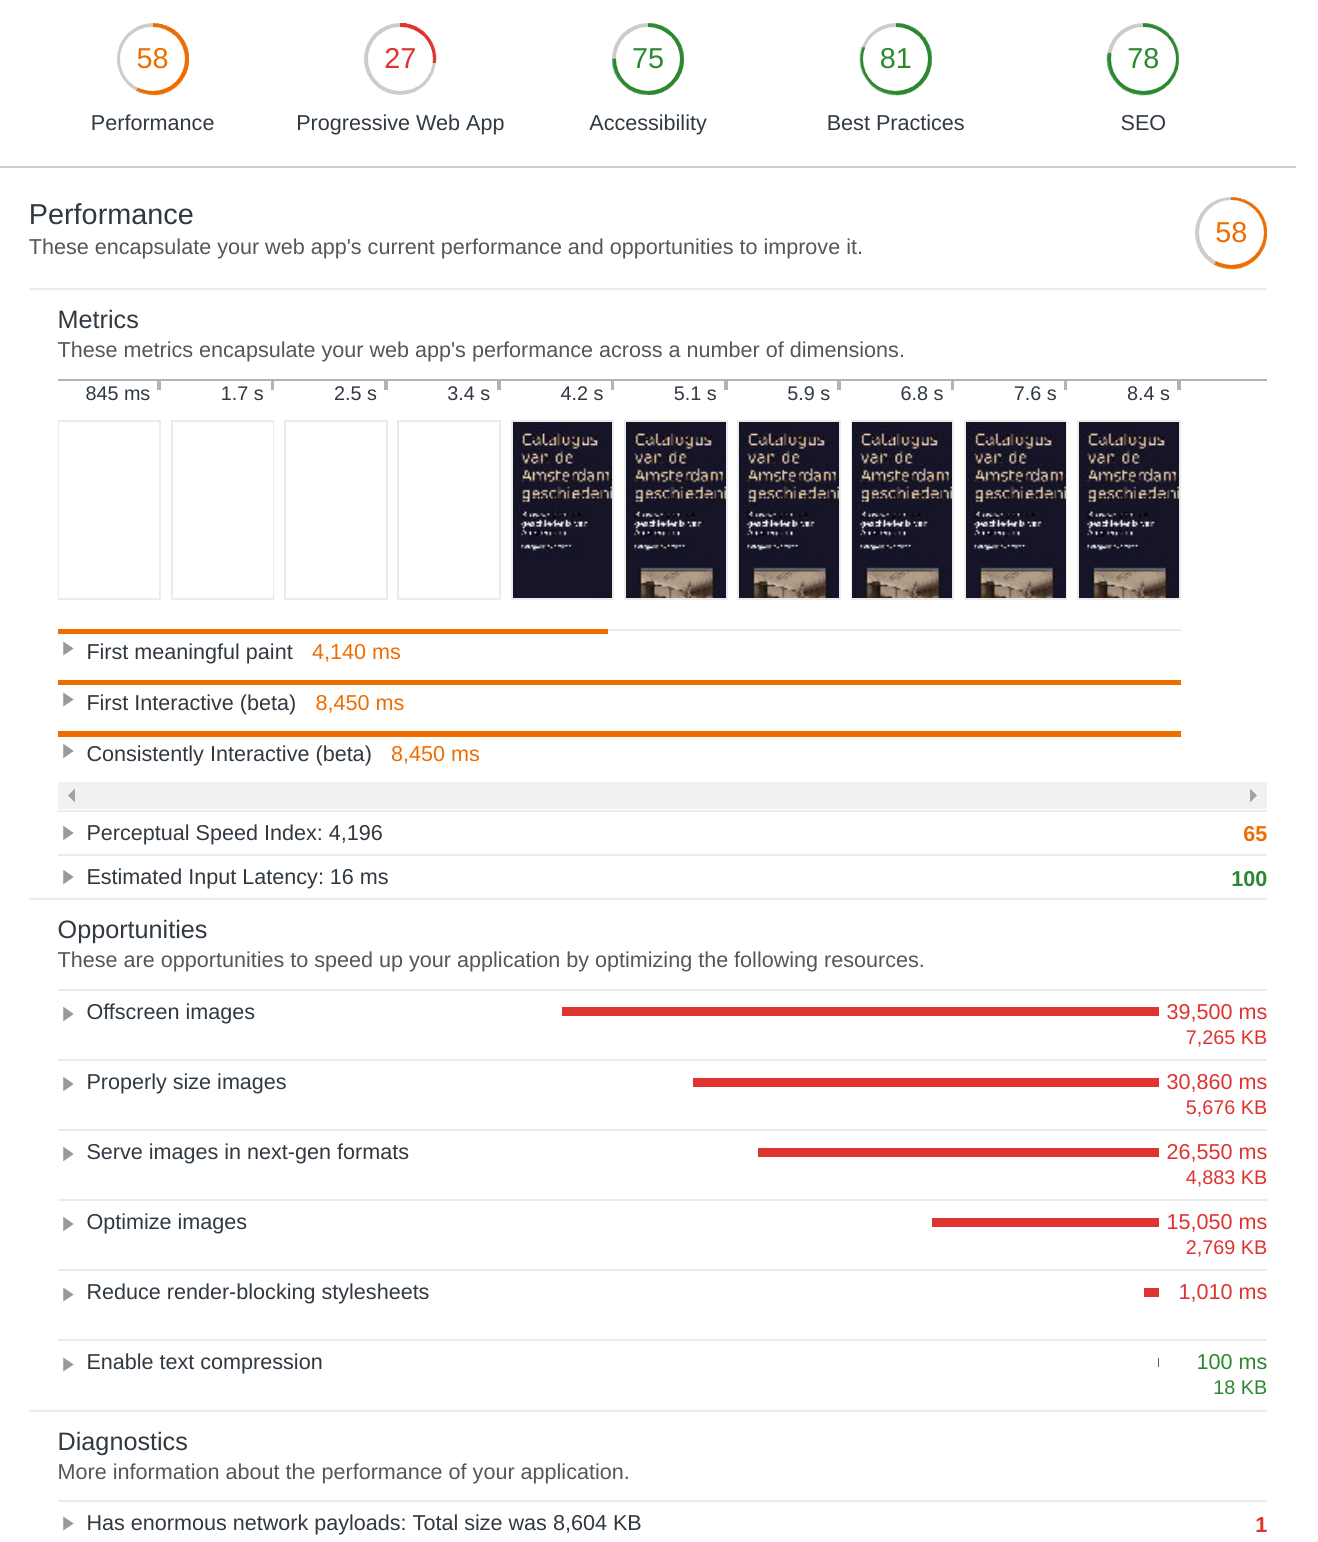 58 27 75 81 78
Performance Progressive Web App Accessibility Best Practices SEO
Performance
58
These encapsulate your web app's current performance and opportunities to improve it.
Metrics
These metrics encapsulate your web app's performance across a number of dimensions.
845 ms 1.7 s 2.5 s 3.4 s 4.2 s 5.1 s 5.9 s 6.8 s 7.6 s 8.4 s
Catalogus Catalogus Catalogus Catalogus Catalogus Catalogus
van de van de van de van de van de van de
Amsterdam Amsterdam Amsterdam Amsterdam Amsterdam Amsterdam
geschiedeni geschiedeni geschiedeni geschiedeni geschiedeni geschiedeni
First meaningful paint 4,140 ms
First Interactive (beta) 8,450 ms
Consistently Interactive (beta) 8,450 ms
Perceptual Speed Index: 4,196 65
Estimated Input Latency: 16 ms 100
Opportunities
These are opportunities to speed up your application by optimizing the following resources.
Offscreen images 39,500 ms
7,265 KB
Properly size images 30,860 ms
5,676 KB
Serve images in next-gen formats 26,550 ms
4,883 KB
Optimize images 15,050 ms
2,769 KB
Reduce render-blocking stylesheets 1,010 ms
Enable text compression 100 ms
18 KB
Diagnostics
More information about the performance of your application.
Has enormous network payloads: Total size was 8,604 KB 1